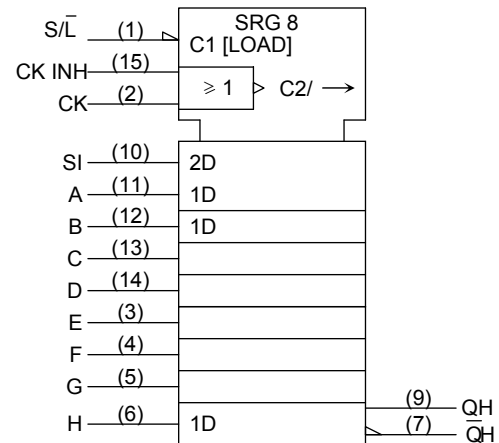 SRG 8
S/L̅ (1) C1 [LOAD]
CK INH (15)
≥ 1 C2/ →
CK (2)
SI (10) 2D
A (11) 1D
B (12) 1D
C (13)
D (14)
E (3)
F (4)
G (5)
(9) QH
H (6) 1D
(7) Q̅H